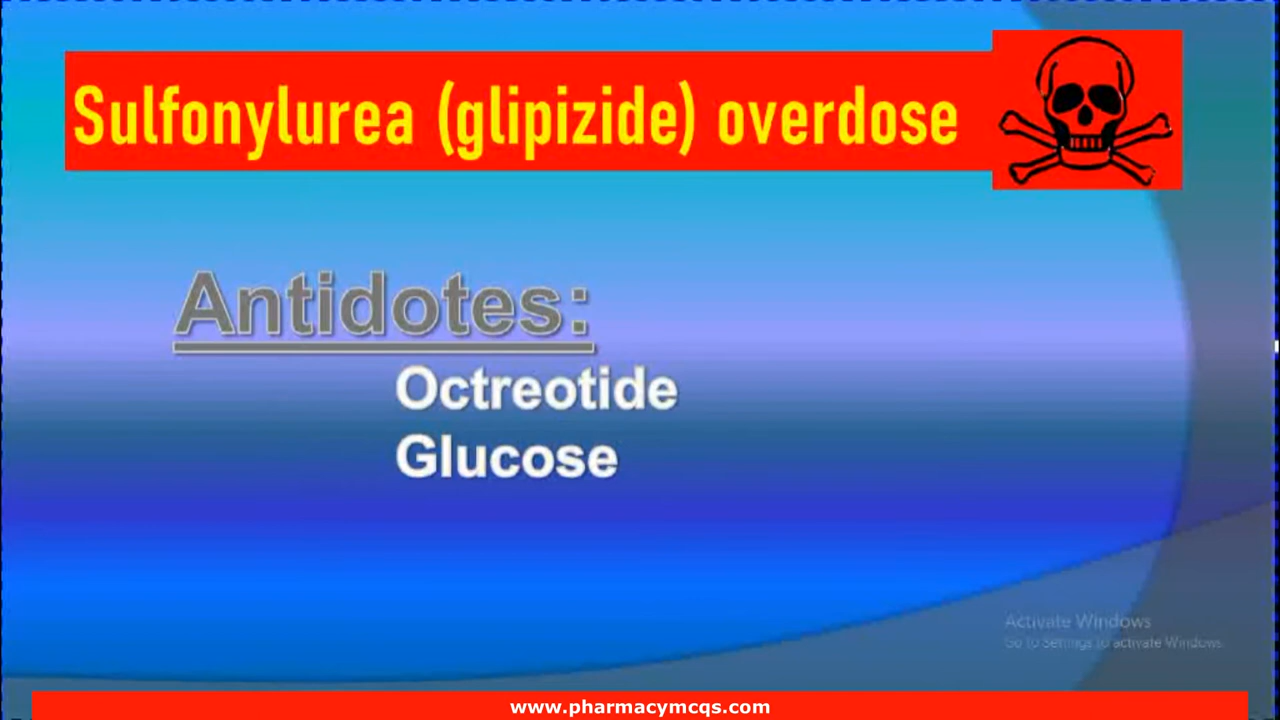 Sulfonylurea (glipizide) overdose
Antidotes:
Octreotide
Glucose
Activate Windows
Go to Settings to activate Windows.
www.pharmacymcqs.com